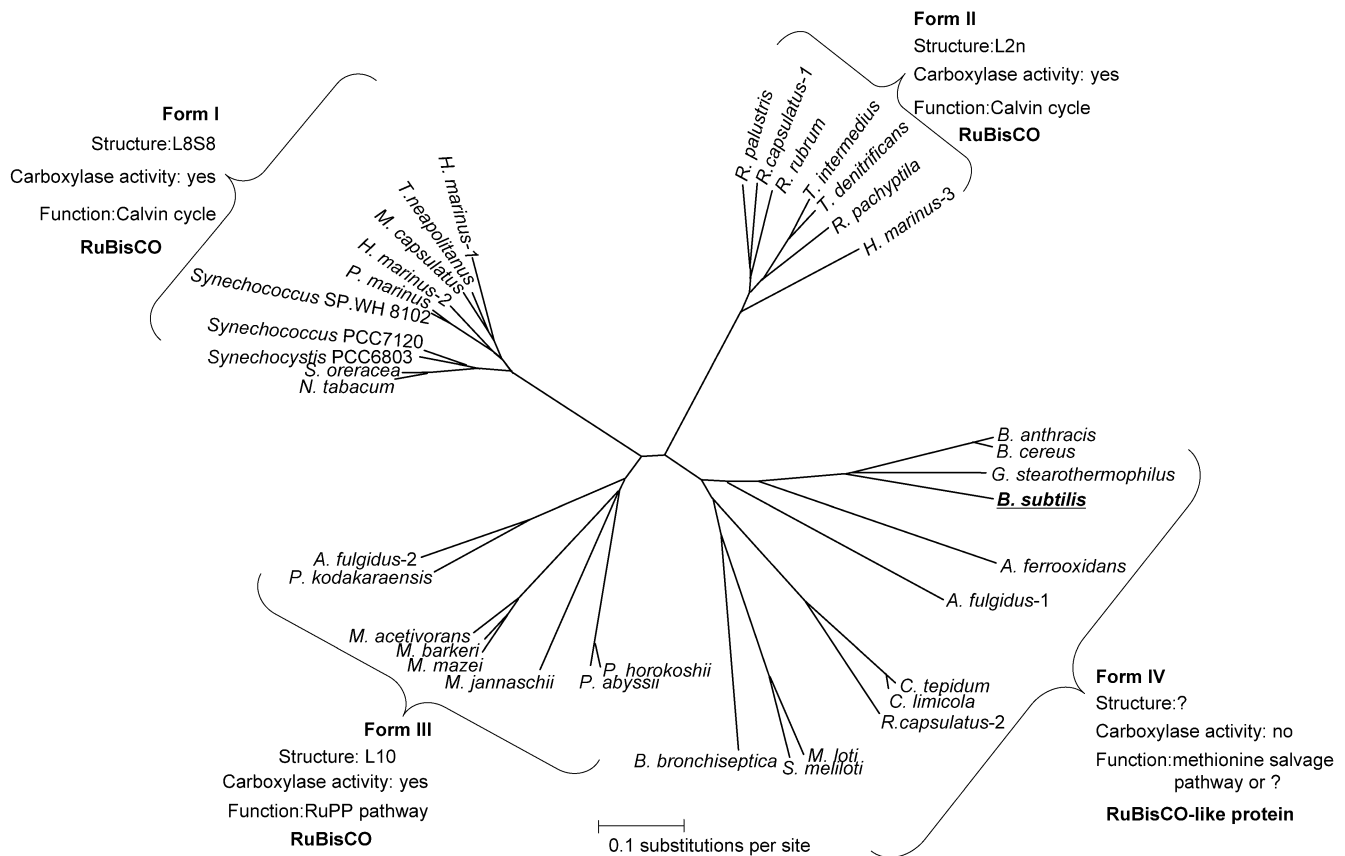 Form I
Structure:L8S8
Carboxylase activity: yes
Function:Calvin cycle
RuBisCO
Form II
Structure:L2n
Carboxylase activity: yes
Function:Calvin cycle
RuBisCO
H. marinus-1
T.neapolitanus
M. capsulatus
H. marinus-2
P. marinus
Synechococcus SP.WH 8102
Synechococcus PCC7120
Synechocystis PCC6803
S. oreracea
N. tabacum
R. palustris
R.capsulatus-1
R. rubrum
T. intermedius
T. denitrificans
R. pachyptila
H. marinus-3
B. anthracis
B. cereus
G. stearothermophilus
B. subtilis
A. ferrooxidans
A. fulgidus-1
C. tepidum
C. limicola
R.capsulatus-2
M. loti
S. meliloti
B. bronchiseptica
A. fulgidus-2
P. kodakaraensis
M. acetivorans
M. barkeri
M. mazei
M. jannaschii
P. horokoshii
P. abyssii
Form III
Structure: L10
Carboxylase activity: yes
Function:RuPP pathway
RuBisCO
Form IV
Structure:?
Carboxylase activity: no
Function:methionine salvage
pathway or ?
RuBisCO-like protein
0.1 substitutions per site